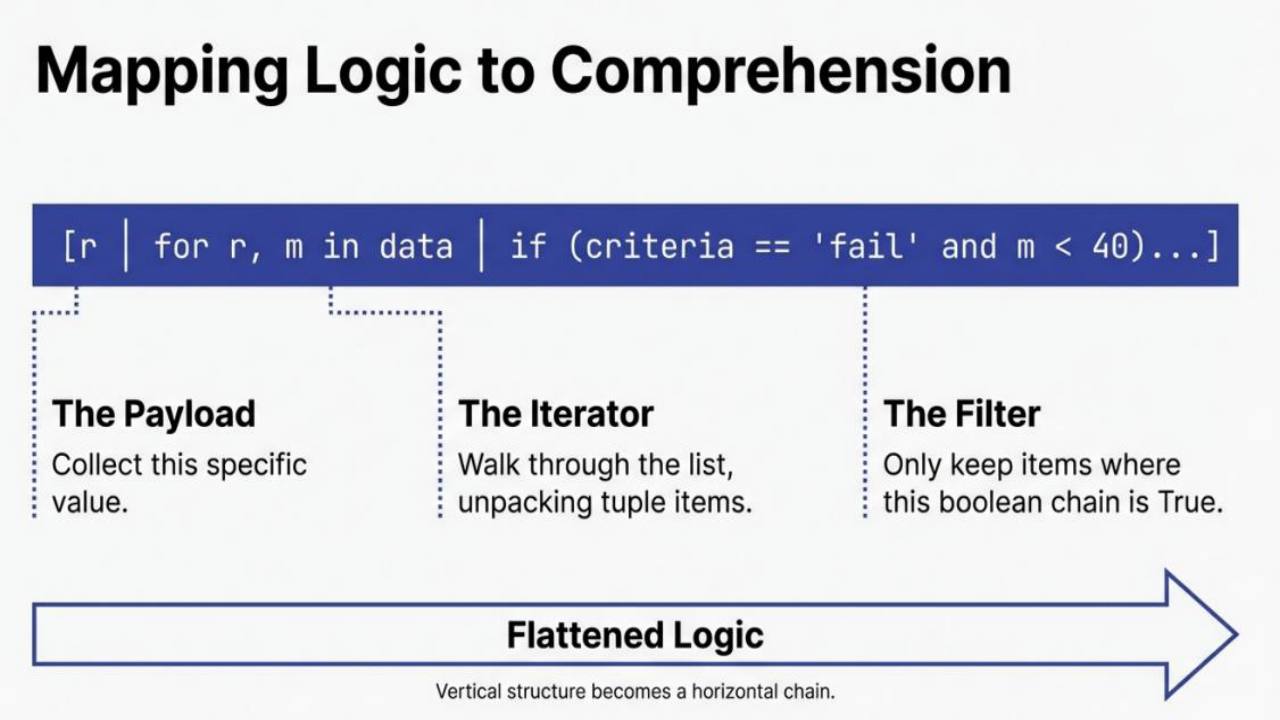 Mapping Logic to Comprehension
[r | for r, m in data | if (criteria == 'fail' and m < 40)...]
The Payload
Collect this specific
value.
The Iterator
Walk through the list,
unpacking tuple items.
The Filter
Only keep items where
this boolean chain is True.
Flattened Logic
Vertical structure becomes a horizontal chain.